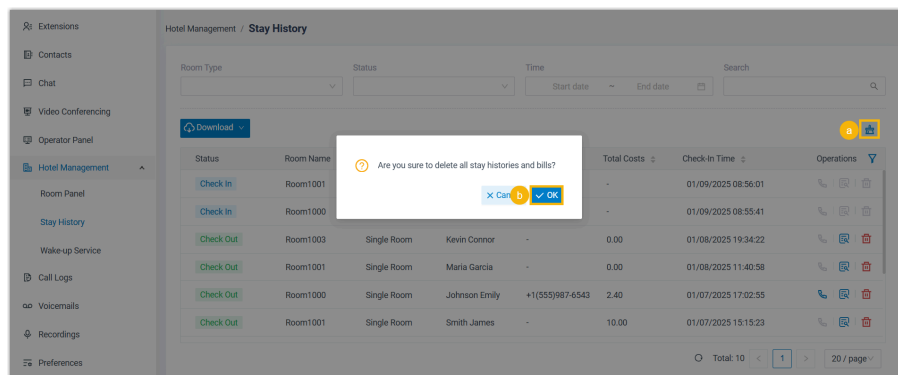 Extensions
Contacts
Chat
Video Conferencing
Operator Panel
Hotel Management
Room Panel
Stay History
Wake-up Service
Call Logs
Voicemails
Recordings
Preferences
Hotel Management / Stay History
Room Type Status Time Search
Start date – End date
Download
a
Status Room Name Total Costs Check-In Time Operations
Check In Room1001 - 01/09/2025 08:56:01
Check In Room1000 - 01/09/2025 08:55:41
Check Out Room1003 Single Room Kevin Connor - 0.00 01/08/2025 19:34:22
Check Out Room1001 Single Room Maria Garcia - 0.00 01/08/2025 11:40:58
Check Out Room1000 Single Room Johnson Emily +1(555)987-6543 2.40 01/07/2025 17:02:55
Check Out Room1001 Single Room Smith James - 10.00 01/07/2025 15:15:23
Total: 10 < 1 > 20 / page
Are you sure to delete all stay histories and bills?
Can
b
OK